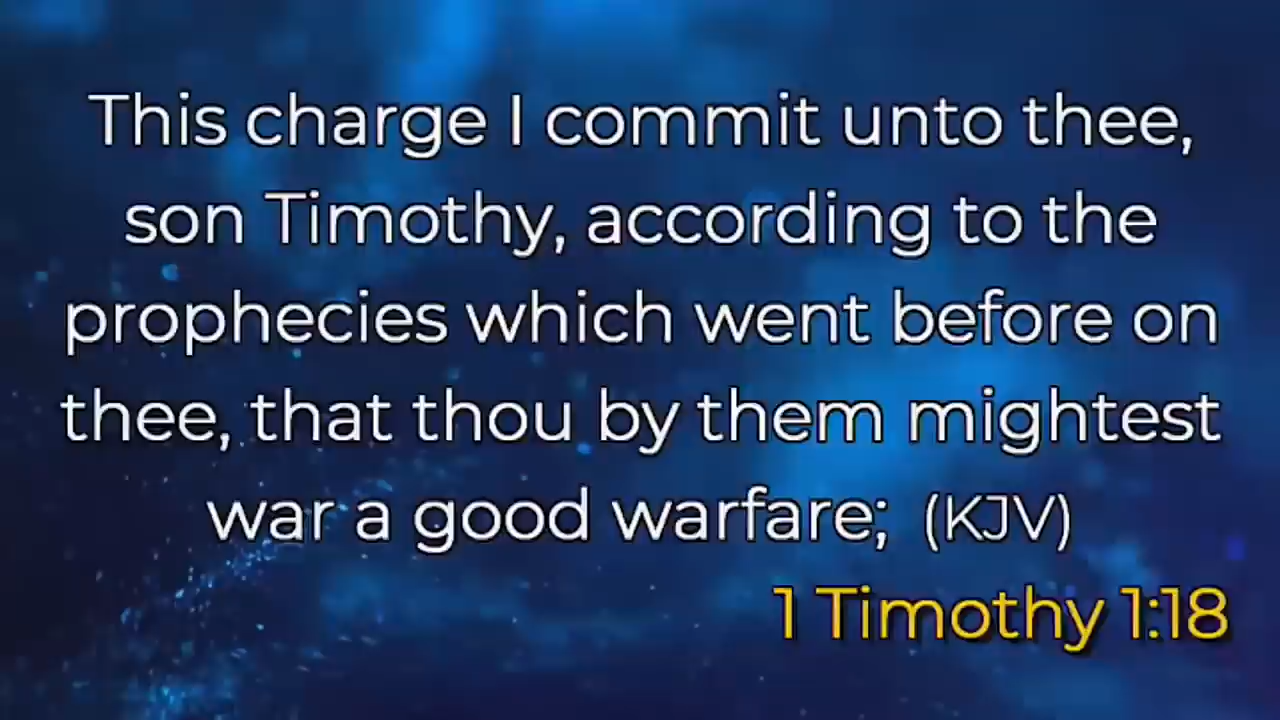 This charge I commit unto thee,
son Timothy, according to the
prophecies which went before on
thee, that thou by them mightest
war a good warfare; (KJV)
1 Timothy 1:18